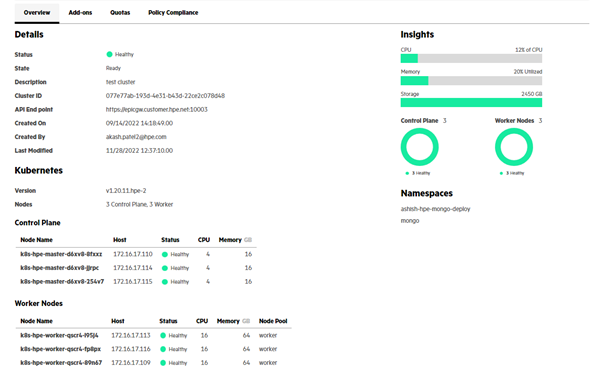 Overview Add-ons Quotas Policy Compliance
Details
Status Healthy
State Ready
Description test cluster
Cluster ID 077e77ab-193d-4e31-b43d-22ce2c078d48
API End point https://epicgw.customer.hpe.net:10003
Created On 09/14/2022 14:18:49.00
Created By akash.patel2@hpe.com
Last Modified 11/28/2022 12:37:10.00
Kubernetes
Version v1.20.11.hpe-2
Nodes 3 Control Plane, 3 Worker
Control Plane
Node Name Host Status CPU Memory GB
k8s-hpe-master-d6xv8-8fxxz 172.16.17.110 Healthy 4 16
k8s-hpe-master-d6xv8-jjrpc 172.16.17.114 Healthy 4 16
k8s-hpe-master-d6xv8-254v7 172.16.17.115 Healthy 4 16
Worker Nodes
Node Name Host Status CPU Memory GB Node Pool
k8s-hpe-worker-qscr4-l95j4 172.16.17.113 Healthy 16 64 worker
k8s-hpe-worker-qscr4-fp8px 172.16.17.116 Healthy 16 64 worker
k8s-hpe-worker-qscr4-89n67 172.16.17.109 Healthy 16 64 worker
Insights
CPU 12% of CPU
Memory 20% Utilized
Storage 2450 GB
Control Plane 3 Worker Nodes 3
3 Healthy 3 Healthy
Namespaces
ashish-hpe-mongo-deploy
mongo